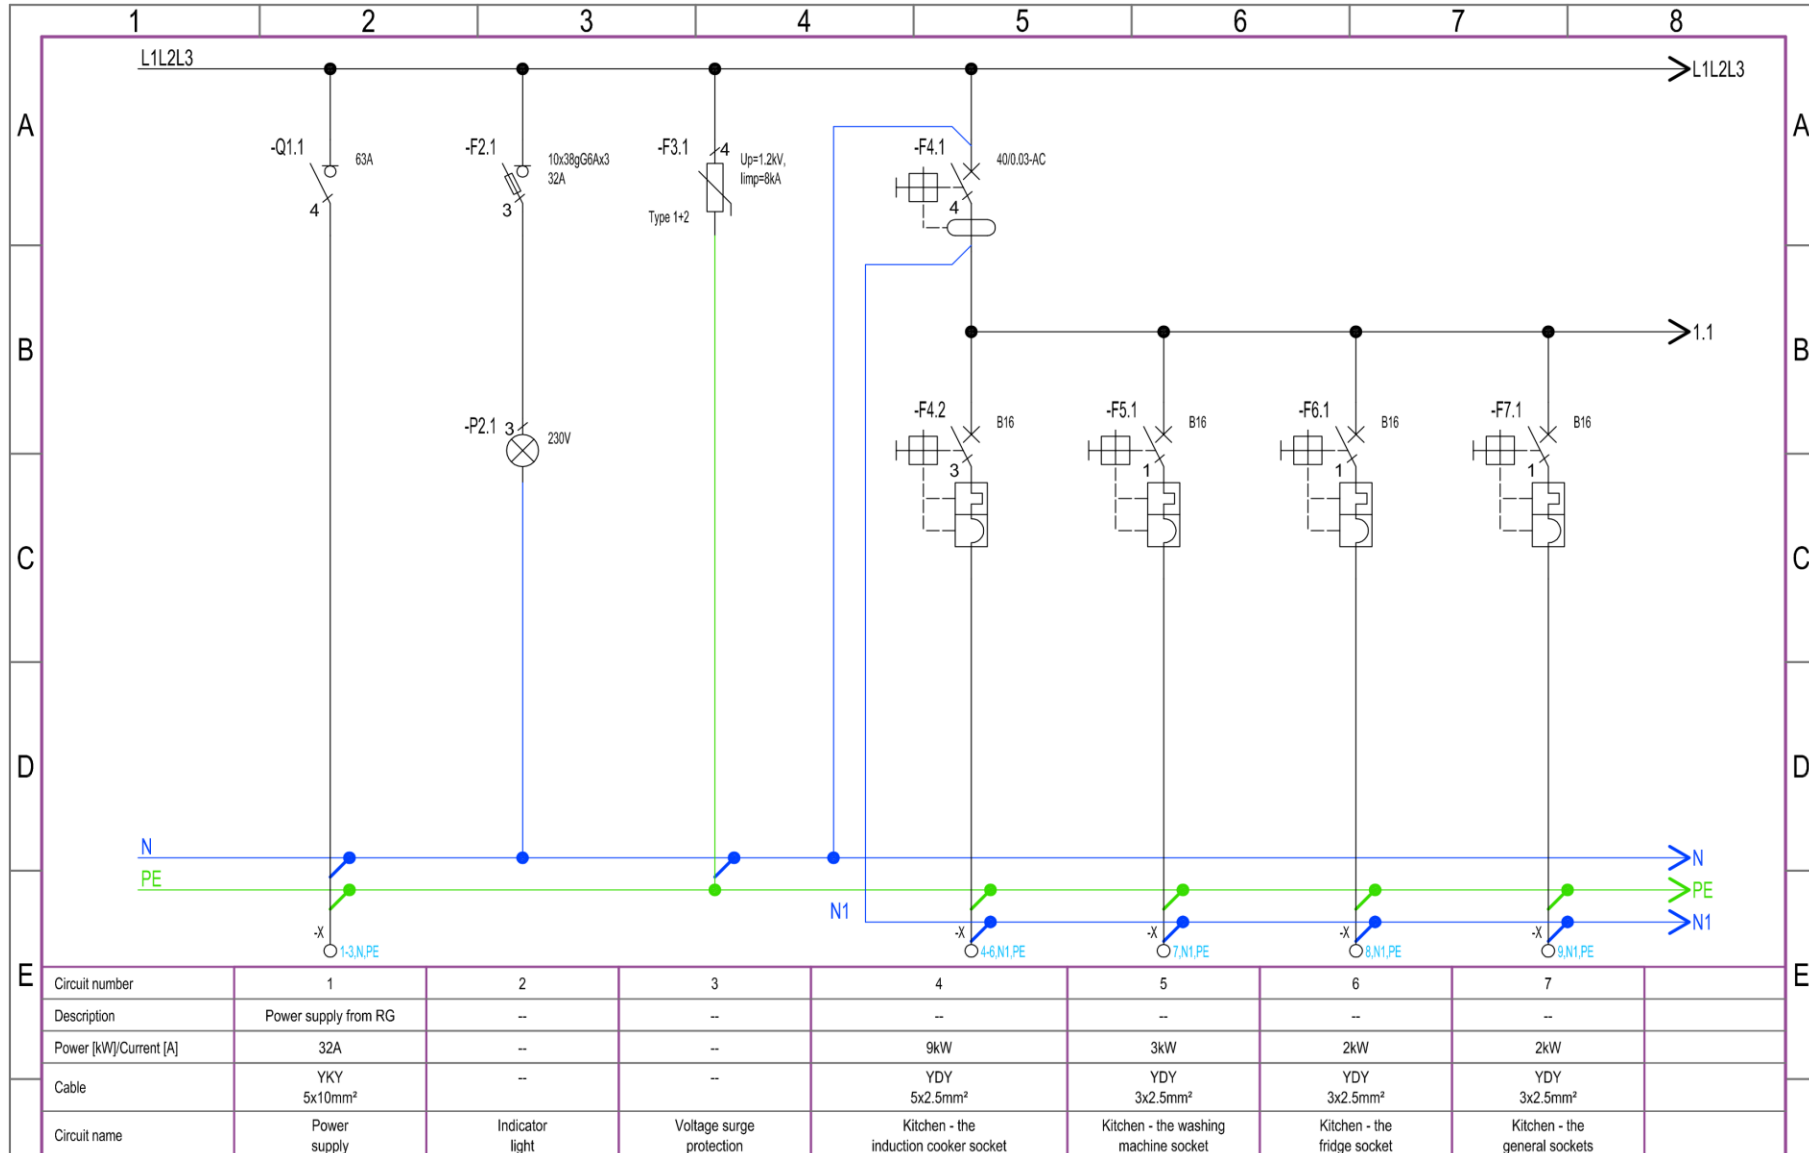 1 2 3 4 5 6 7 8
L1L2L3
L1L2L3
A
A
-Q1.1
63A
4
-F2.1
10x38gG6Ax3
32A
3
-F3.1
4
Up=1.2kV,
Iimp=8kA
Type 1+2
-F4.1
40/0.03-AC
4
B
B
1.1
-P2.1
3
230V
-F4.2
B16
3
-F5.1
B16
1
-F6.1
B16
1
-F7.1
B16
1
C
C
D
D
N
N
PE
PE
N1
N1
-X
1-3,N,PE
-X
4-6,N1,PE
-X
7,N1,PE
-X
8,N1,PE
-X
9,N1,PE
E
E
Circuit number 1 2 3 4 5 6 7
Description Power supply from RG -- -- -- -- -- --
Power [kW]/Current [A] 32A -- -- 9kW 3kW 2kW 2kW
Cable
YKY
5x10mm²
--
--
YDY
5x2.5mm²
YDY
3x2.5mm²
YDY
3x2.5mm²
YDY
3x2.5mm²
Circuit name
Power
supply
Indicator
light
Voltage surge
protection
Kitchen - the
induction cooker socket
Kitchen - the washing
machine socket
Kitchen - the
fridge socket
Kitchen - the
general sockets